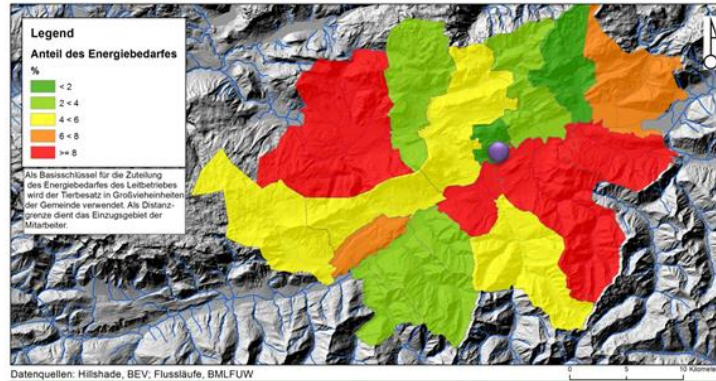 Legend
Anteil des Energiebedarfes
%
< 2
2 < 4
4 < 6
6 < 8
>= 8
Als Basisschlüssel für die Zuteilung
des Energiebedarfes des Leitbetriebes
wird der Tierbesatz in Großvieheinheiten
der Gemeinde verwendet. Als Distanz-
grenze dient das Einzugsgebiet der
Mitarbeiter.
Datenquellen: Hillshade, BEV; Flussläufe, BMLFUW
0 5 10 Kilomete